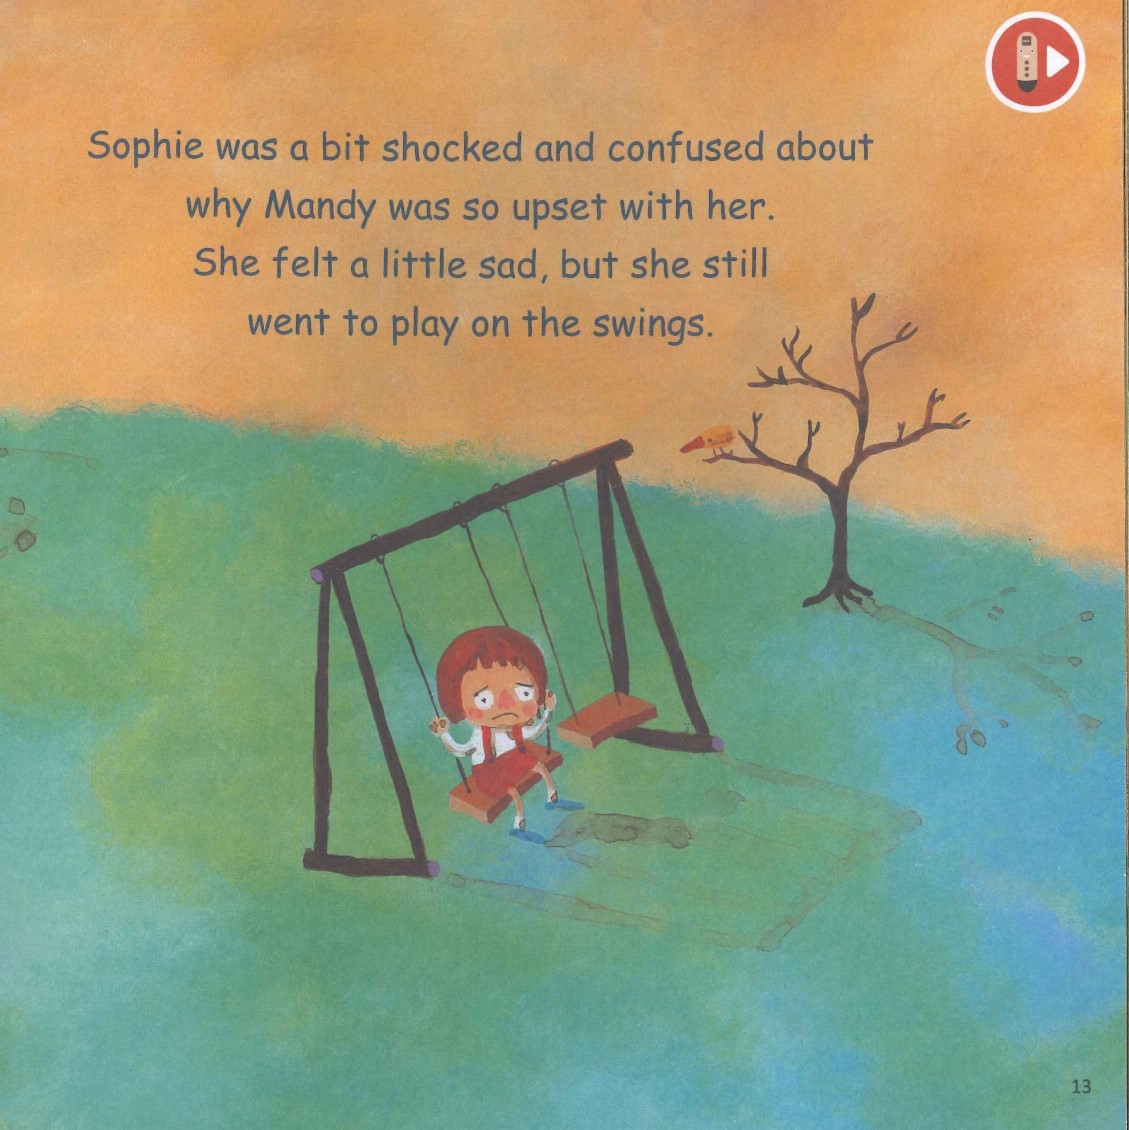 Sophie was a bit shocked and confused about
why Mandy was so upset with her.
She felt a little sad, but she still
went to play on the swings.
13